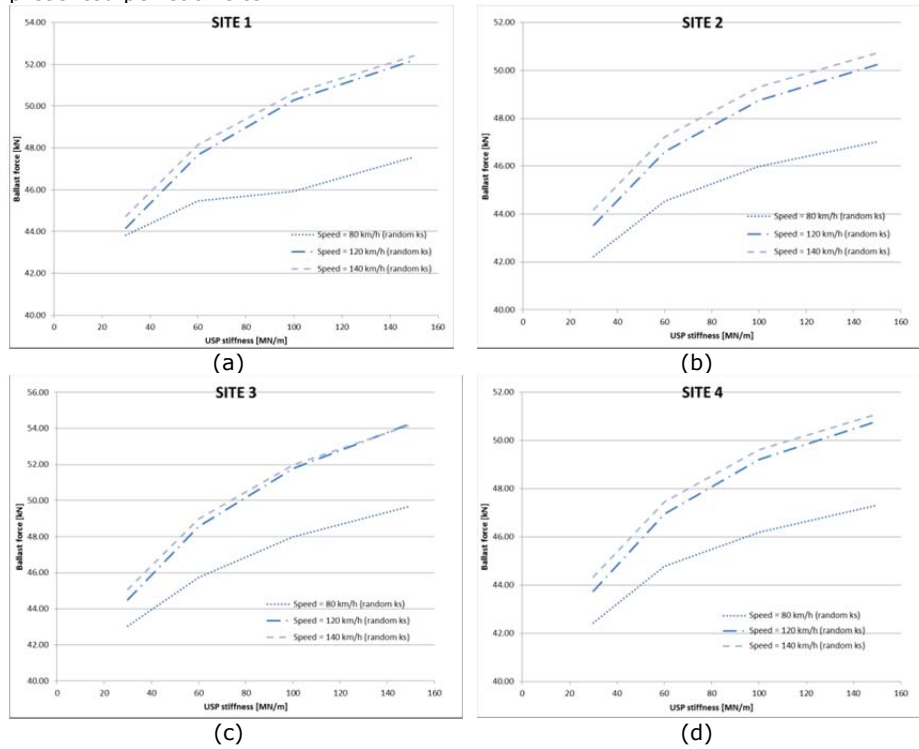 SITE 1
54.00
52.00
50.00
48.00
46.00
44.00
42.00
40.00
Ballast force [kN]
Speed = 80 km/h (random ks)
Speed = 120 km/h (random ks)
Speed = 140 km/h (random ks)
0 20 40 60 80 100 120 140 160
USP stiffness [MN/m]
(a)
SITE 2
52.00
50.00
48.00
46.00
44.00
42.00
40.00
Ballast force [kN]
Speed = 80 km/h (random ks)
Speed = 120 km/h (random ks)
Speed = 140 km/h (random ks)
0 20 40 60 80 100 120 140 160
USP stiffness [MN/m]
(b)
SITE 3
56.00
54.00
52.00
50.00
48.00
46.00
44.00
42.00
40.00
Ballast force [kN]
Speed = 80 km/h (random ks)
Speed = 120 km/h (random ks)
Speed = 140 km/h (random ks)
0 20 40 60 80 100 120 140 160
USP stiffness [MN/m]
(c)
SITE 4
52.00
50.00
48.00
46.00
44.00
42.00
40.00
Ballast force [kN]
Speed = 80 km/h (random ks)
Speed = 120 km/h (random ks)
Speed = 140 km/h (random ks)
0 20 40 60 80 100 120 140 160
USP stiffness [MN/m]
(d)